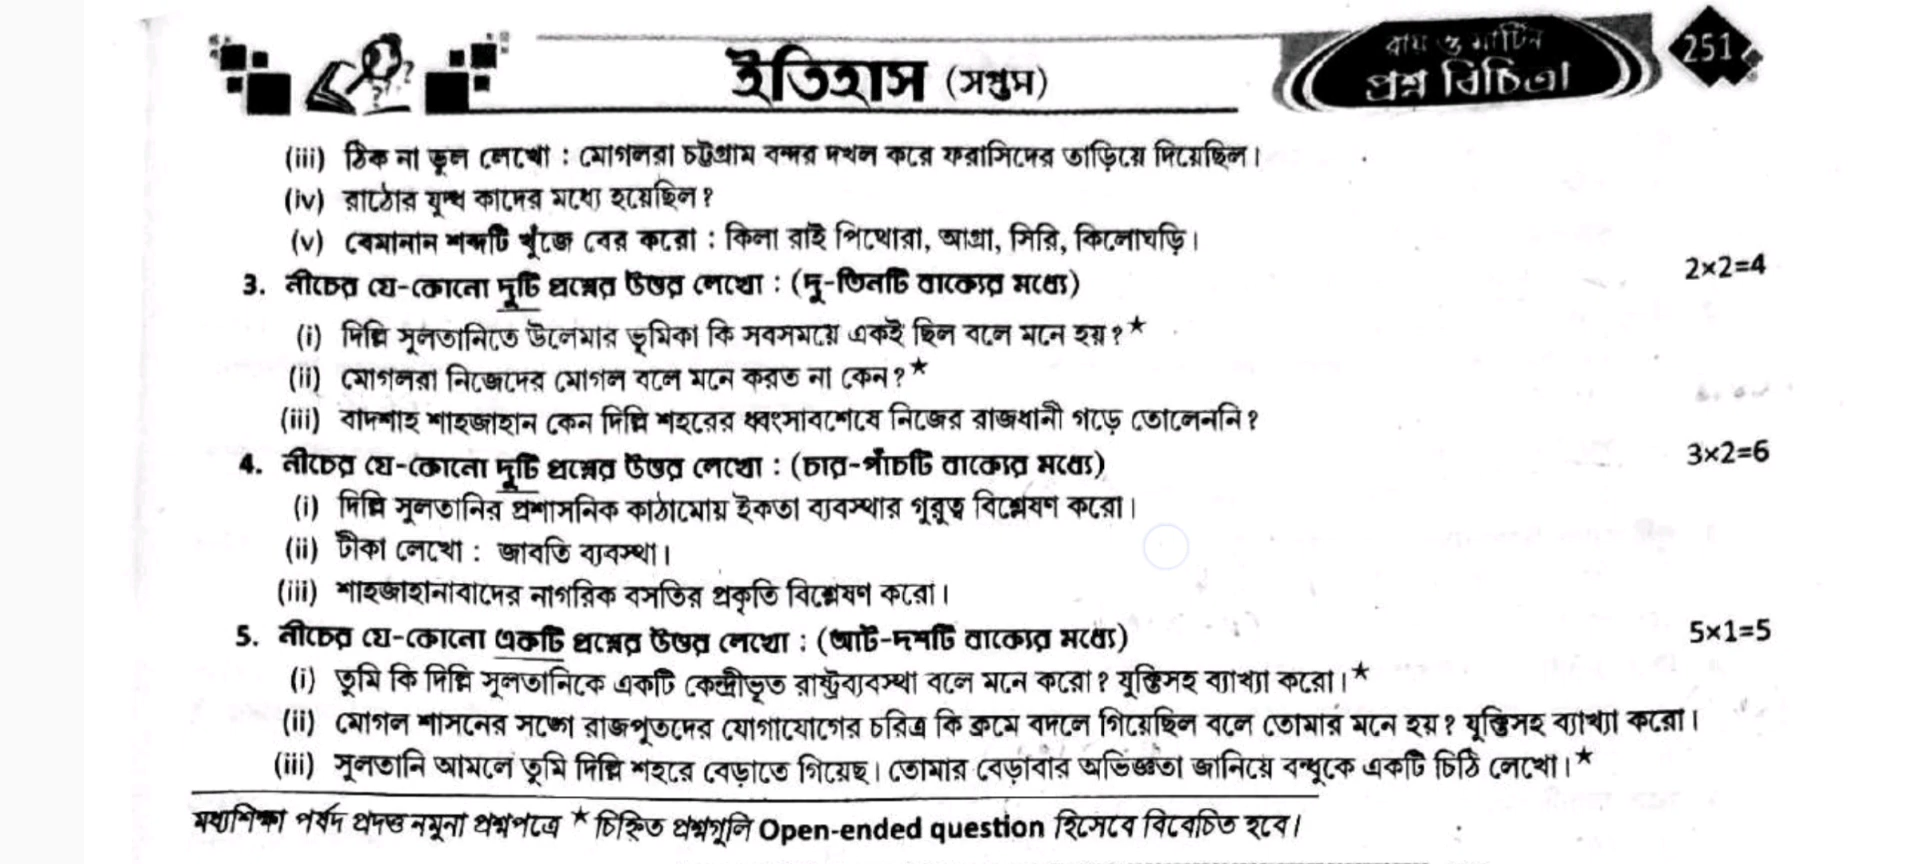 ইতিহাস (সপ্তম)
রায় ও মার্টিন
প্রশ্ন বিচিত্রা
251
(iii) ঠিক না ভুল লেখো : মোগলরা চট্টগ্রাম বন্দর দখল করে ফরাসিদের তাড়িয়ে দিয়েছিল।
(iv) রাঠোর যুদ্ধ কাদের মধ্যে হয়েছিল?
(v) বেমানান শব্দটি খুঁজে বের করো : কিলা রাই পিথোরা, আগ্রা, সিরি, কিলোঘড়ি।
3. নীচের যে-কোনো দুটি প্রশ্নের উত্তর লেখো : (দু-তিনটি বাক্যের মধ্যে) 2×2=4
(i) দিল্লি সুলতানিতে উলেমার ভূমিকা কি সবসময়ে একই ছিল বলে মনে হয়?★
(ii) মোগলরা নিজেদের মোগল বলে মনে করত না কেন?★
(iii) বাদশাহ শাহজাহান কেন দিল্লি শহরের ধ্বংসাবশেষে নিজের রাজধানী গড়ে তোলেননি?
4. নীচের যে-কোনো দুটি প্রশ্নের উত্তর লেখো : (চার-পাঁচটি বাক্যের মধ্যে) 3×2=6
(i) দিল্লি সুলতানির প্রশাসনিক কাঠামোয় ইকতা ব্যবস্থার গুরুত্ব বিশ্লেষণ করো।
(ii) টীকা লেখো : জাবতি ব্যবস্থা।
(iii) শাহজাহানাবাদের নাগরিক বসতির প্রকৃতি বিশ্লেষণ করো।
5. নীচের যে-কোনো একটি প্রশ্নের উত্তর লেখো : (আট-দশটি বাক্যের মধ্যে) 5×1=5
(i) তুমি কি দিল্লি সুলতানিকে একটি কেন্দ্রীভূত রাষ্ট্রব্যবস্থা বলে মনে করো? যুক্তিসহ ব্যাখ্যা করো।★
(ii) মোগল শাসনের সঙ্গে রাজপুতদের যোগাযোগের চরিত্র কি ক্রমে বদলে গিয়েছিল বলে তোমার মনে হয়? যুক্তিসহ ব্যাখ্যা করো।
(iii) সুলতানি আমলে তুমি দিল্লি শহরে বেড়াতে গিয়েছ। তোমার বেড়াবার অভিজ্ঞতা জানিয়ে বন্ধুকে একটি চিঠি লেখো।★
মধ্যশিক্ষা পর্ষদ প্রদত্ত নমুনা প্রশ্নপত্রে ★ চিহ্নিত প্রশ্নগুলি Open-ended question হিসেবে বিবেচিত হবে।